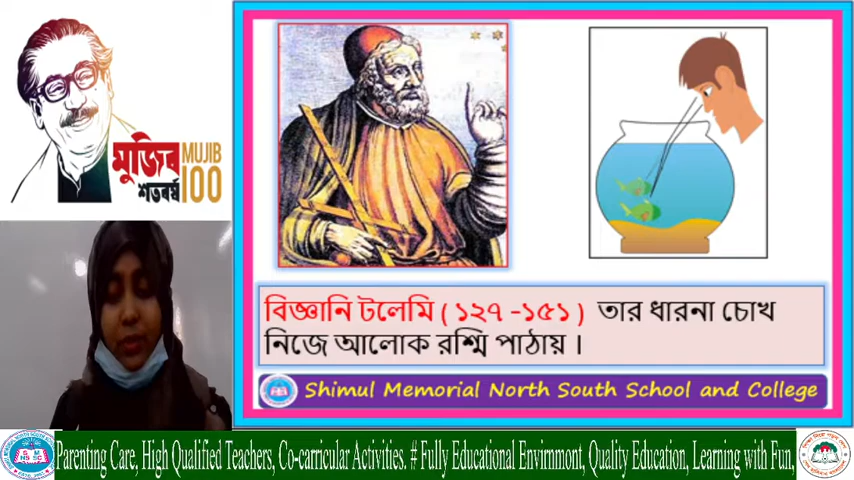 মুজিব
শতবর্ষ
MUJIB
100
বিজ্ঞানি টলেমি ( ১২৭ -১৫১ ) তার ধারনা চোখ
নিজে আলোক রশ্মি পাঠায় ।
Shimul Memorial North South School and College
Parenting Care, High Qualified Teachers, Co-carricular Activities. # Fully Educational Envirnment, Quality Education, Learning with Fun,